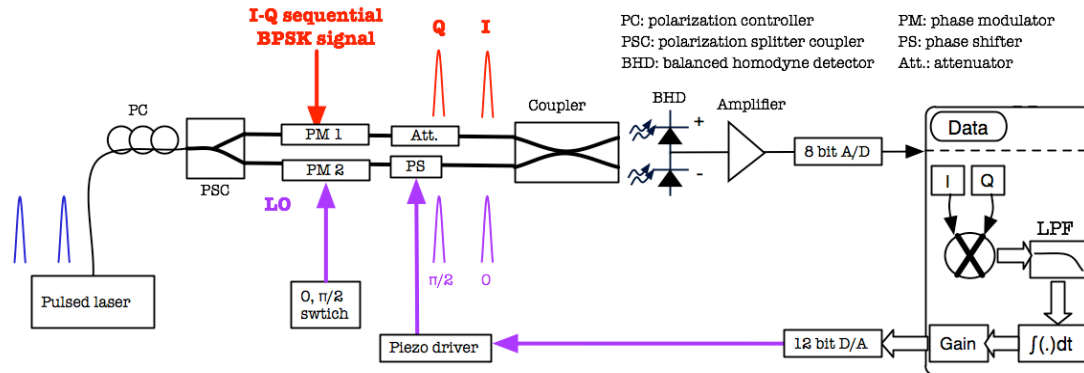 I-Q sequential
BPSK signal
Q I
PC: polarization controller
PSC: polarization splitter coupler
BHD: balanced homodyne detector
PM: phase modulator
PS: phase shifter
Att.: attenuator
PC
PSC
PM 1
Att.
PM 2
PS
LO
Coupler
BHD
+
-
Amplifier
8 bit A/D
Data
I Q
LPF
π/2 0
Pulsed laser
0, π/2
swtich
Piezo driver
12 bit D/A
Gain
∫(.)dt